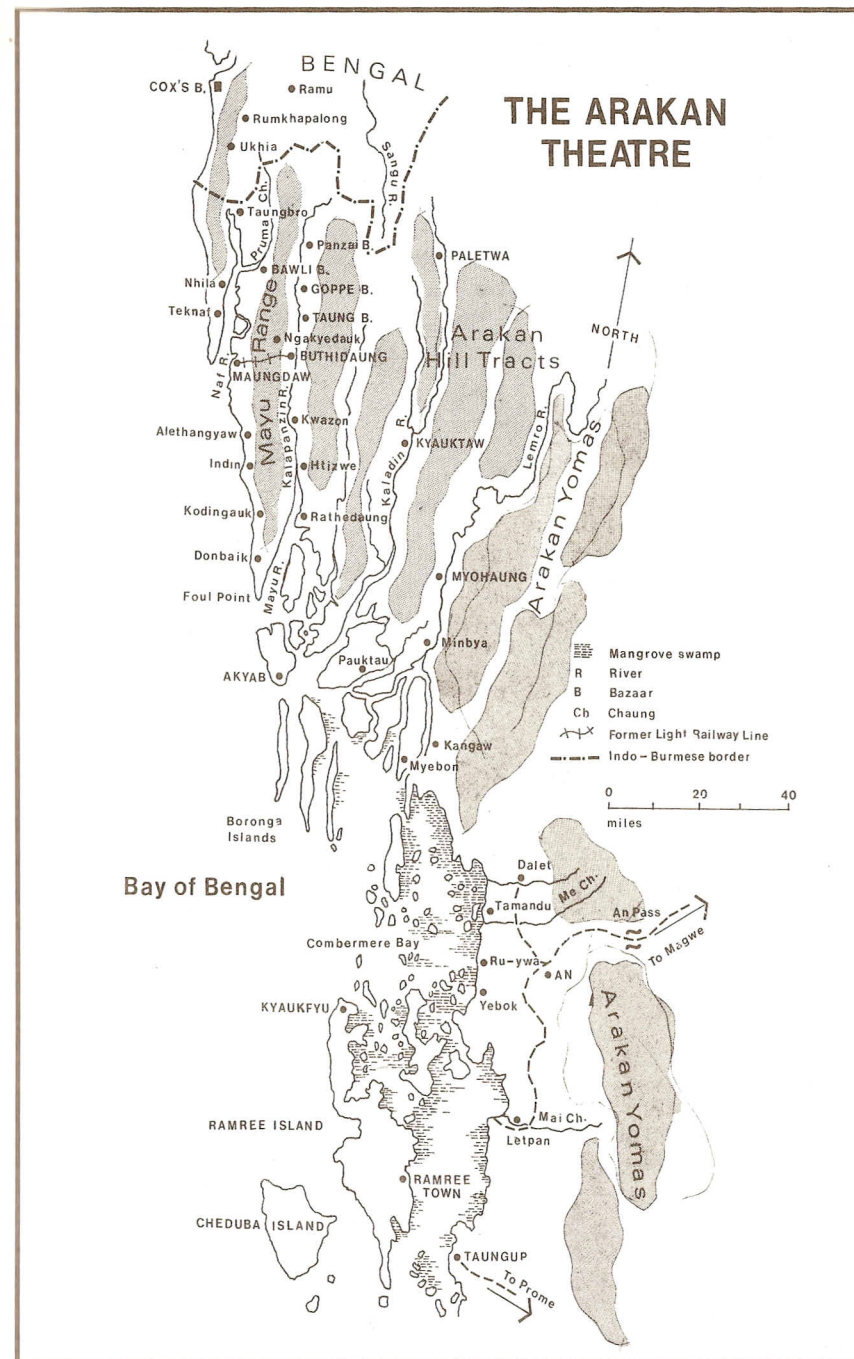 BENGAL
THE ARAKAN
THEATRE
COX'S B.
Ramu
Rumkhapalong
Ukhia
Sangu R.
Taungbro
Pruma Ch.
Panzai B.
PALETWA
BAWLI B.
Nhila
GOPPE B.
Teknaf
TAUNG B.
Mayu Range
Ngakyedauk
Arakan
Hill Tracts
NORTH
BUTHIDAUNG
Naf R.
MAUNGDAW
Kalapanzin R.
Kwazon
Alethangyaw
Kaladin R.
KYAUKTAW
Lemro R.
Arakan Yomas
Indin
Htizwe
Kodingauk
Rathedaung
Donbaik
Mayu R.
Foul Point
MYOHAUNG
Minbya
Pauktau
AKYAB
Mangrove swamp
R River
B Bazaar
Ch Chaung
Former Light Railway Line
Indo-Burmese border
Kangaw
Myebon
0 20 40
miles
Boronga
Islands
Bay of Bengal
Dalet
Me Ch.
Tamandu
An Pass
To Magwe
Combermere Bay
Ru-ywa
AN
Yebok
KYAUKFYU
Arakan Yomas
RAMREE ISLAND
Mai Ch.
Letpan
RAMREE
TOWN
CHEDUBA ISLAND
TAUNGUP
To Prome